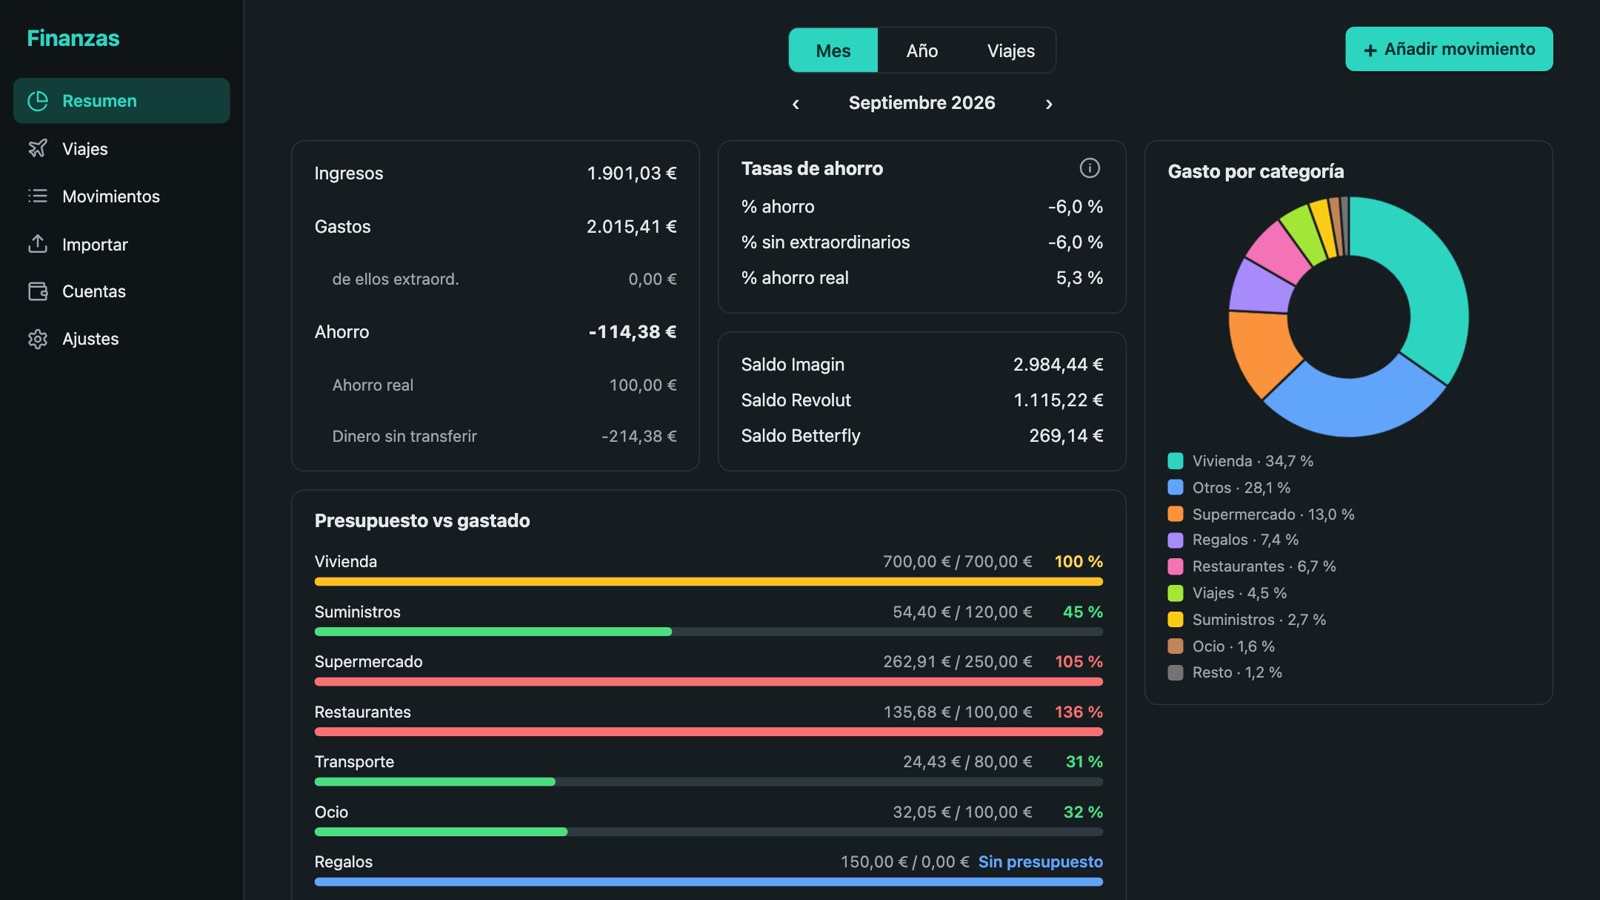 Finanzas
Resumen
Viajes
Movimientos
Importar
Cuentas
Ajustes
Mes Año Viajes
+ Añadir movimiento
‹ Septiembre 2026 ›
Ingresos 1.901,03 €
Gastos 2.015,41 €
de ellos extraord. 0,00 €
Ahorro -114,38 €
Ahorro real 100,00 €
Dinero sin transferir -214,38 €
Tasas de ahorro
% ahorro -6,0 %
% sin extraordinarios -6,0 %
% ahorro real 5,3 %
Saldo Imagin 2.984,44 €
Saldo Revolut 1.115,22 €
Saldo Betterfly 269,14 €
Gasto por categoría
Vivienda · 34,7 %
Otros · 28,1 %
Supermercado · 13,0 %
Regalos · 7,4 %
Restaurantes · 6,7 %
Viajes · 4,5 %
Suministros · 2,7 %
Ocio · 1,6 %
Resto · 1,2 %
Presupuesto vs gastado
Vivienda 700,00 € / 700,00 € 100 %
Suministros 54,40 € / 120,00 € 45 %
Supermercado 262,91 € / 250,00 € 105 %
Restaurantes 135,68 € / 100,00 € 136 %
Transporte 24,43 € / 80,00 € 31 %
Ocio 32,05 € / 100,00 € 32 %
Regalos 150,00 € / 0,00 € Sin presupuesto